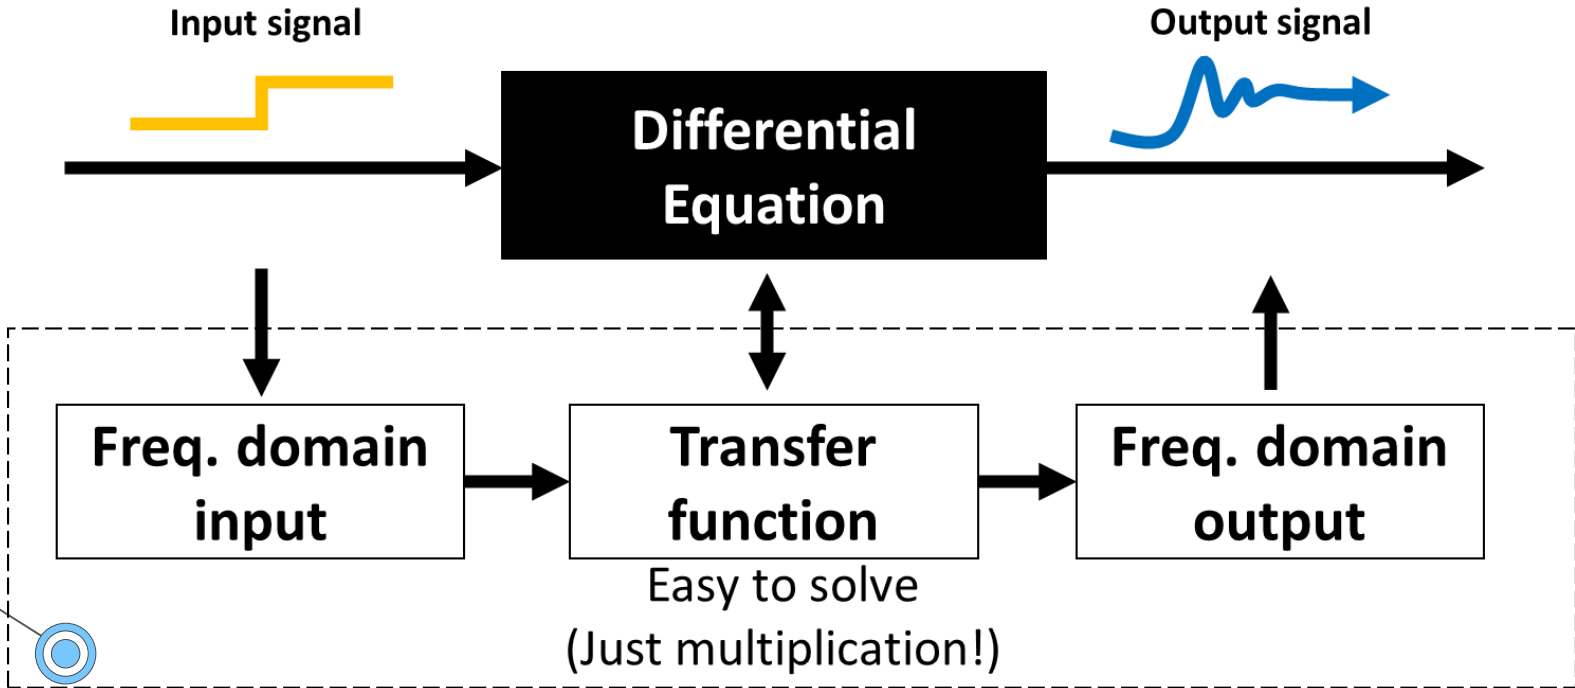 Input signal
Output signal
Differential
Equation
Freq. domain
input
Transfer
function
Freq. domain
output
Easy to solve
(Just multiplication!)